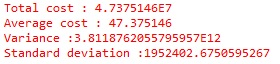 Total cost : 4.7375146E7
Average cost : 47.375146
Variance :3.8118762055795957E12
Standard deviation :1952402.6750595267